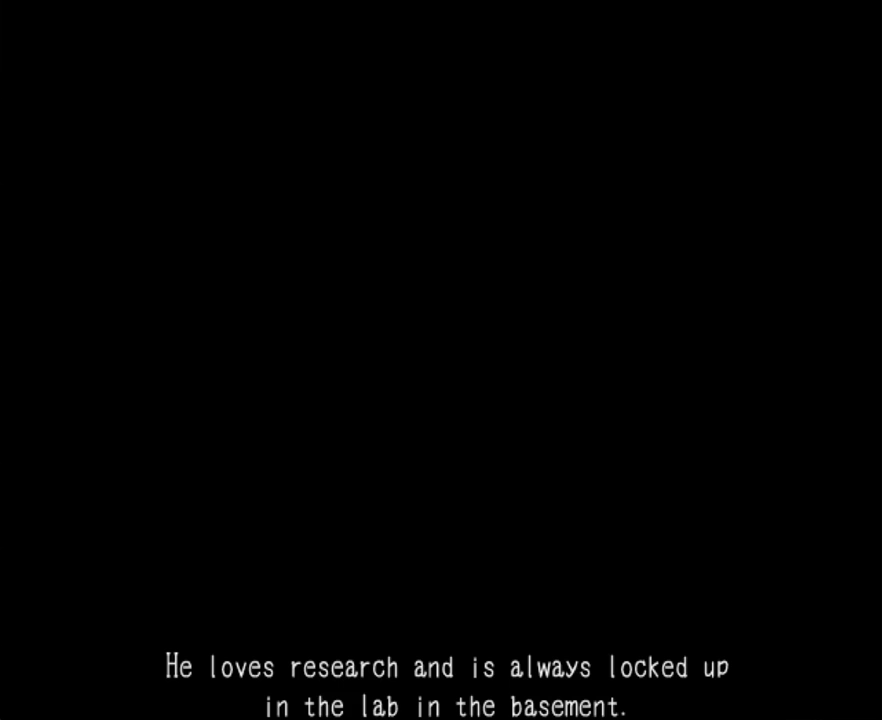 He loves research and is always locked up
in the lab in the basement.